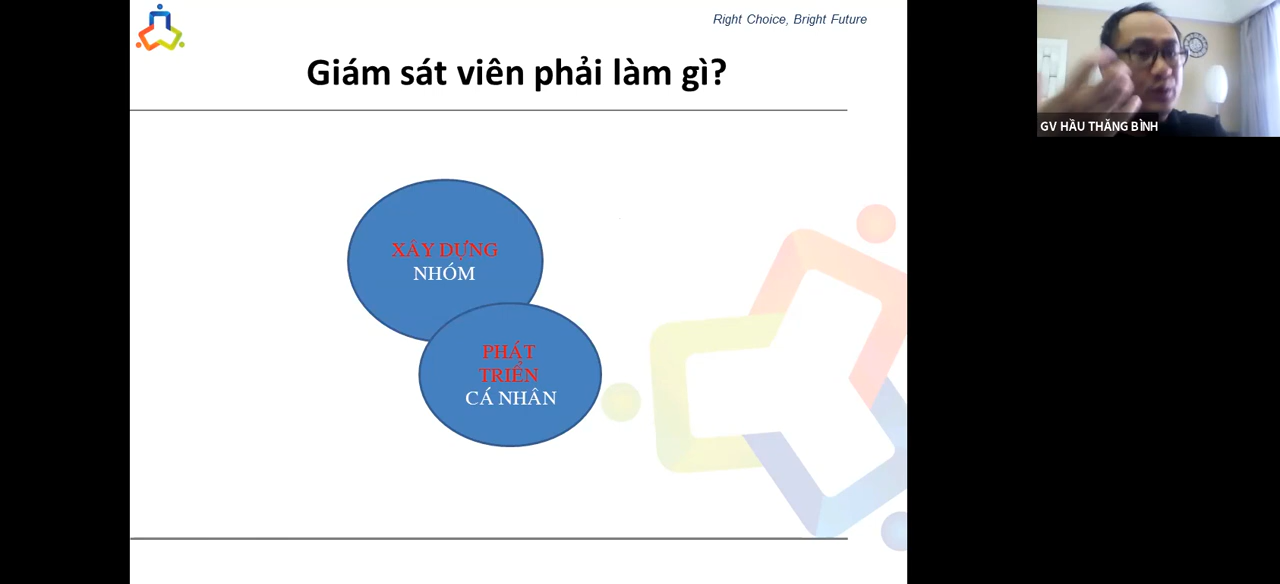 Right Choice, Bright Future
Giám sát viên phải làm gì?
XÂY DỰNG
NHÓM
PHÁT
TRIỂN
CÁ NHÂN
GV HẦU THĂNG BÌNH